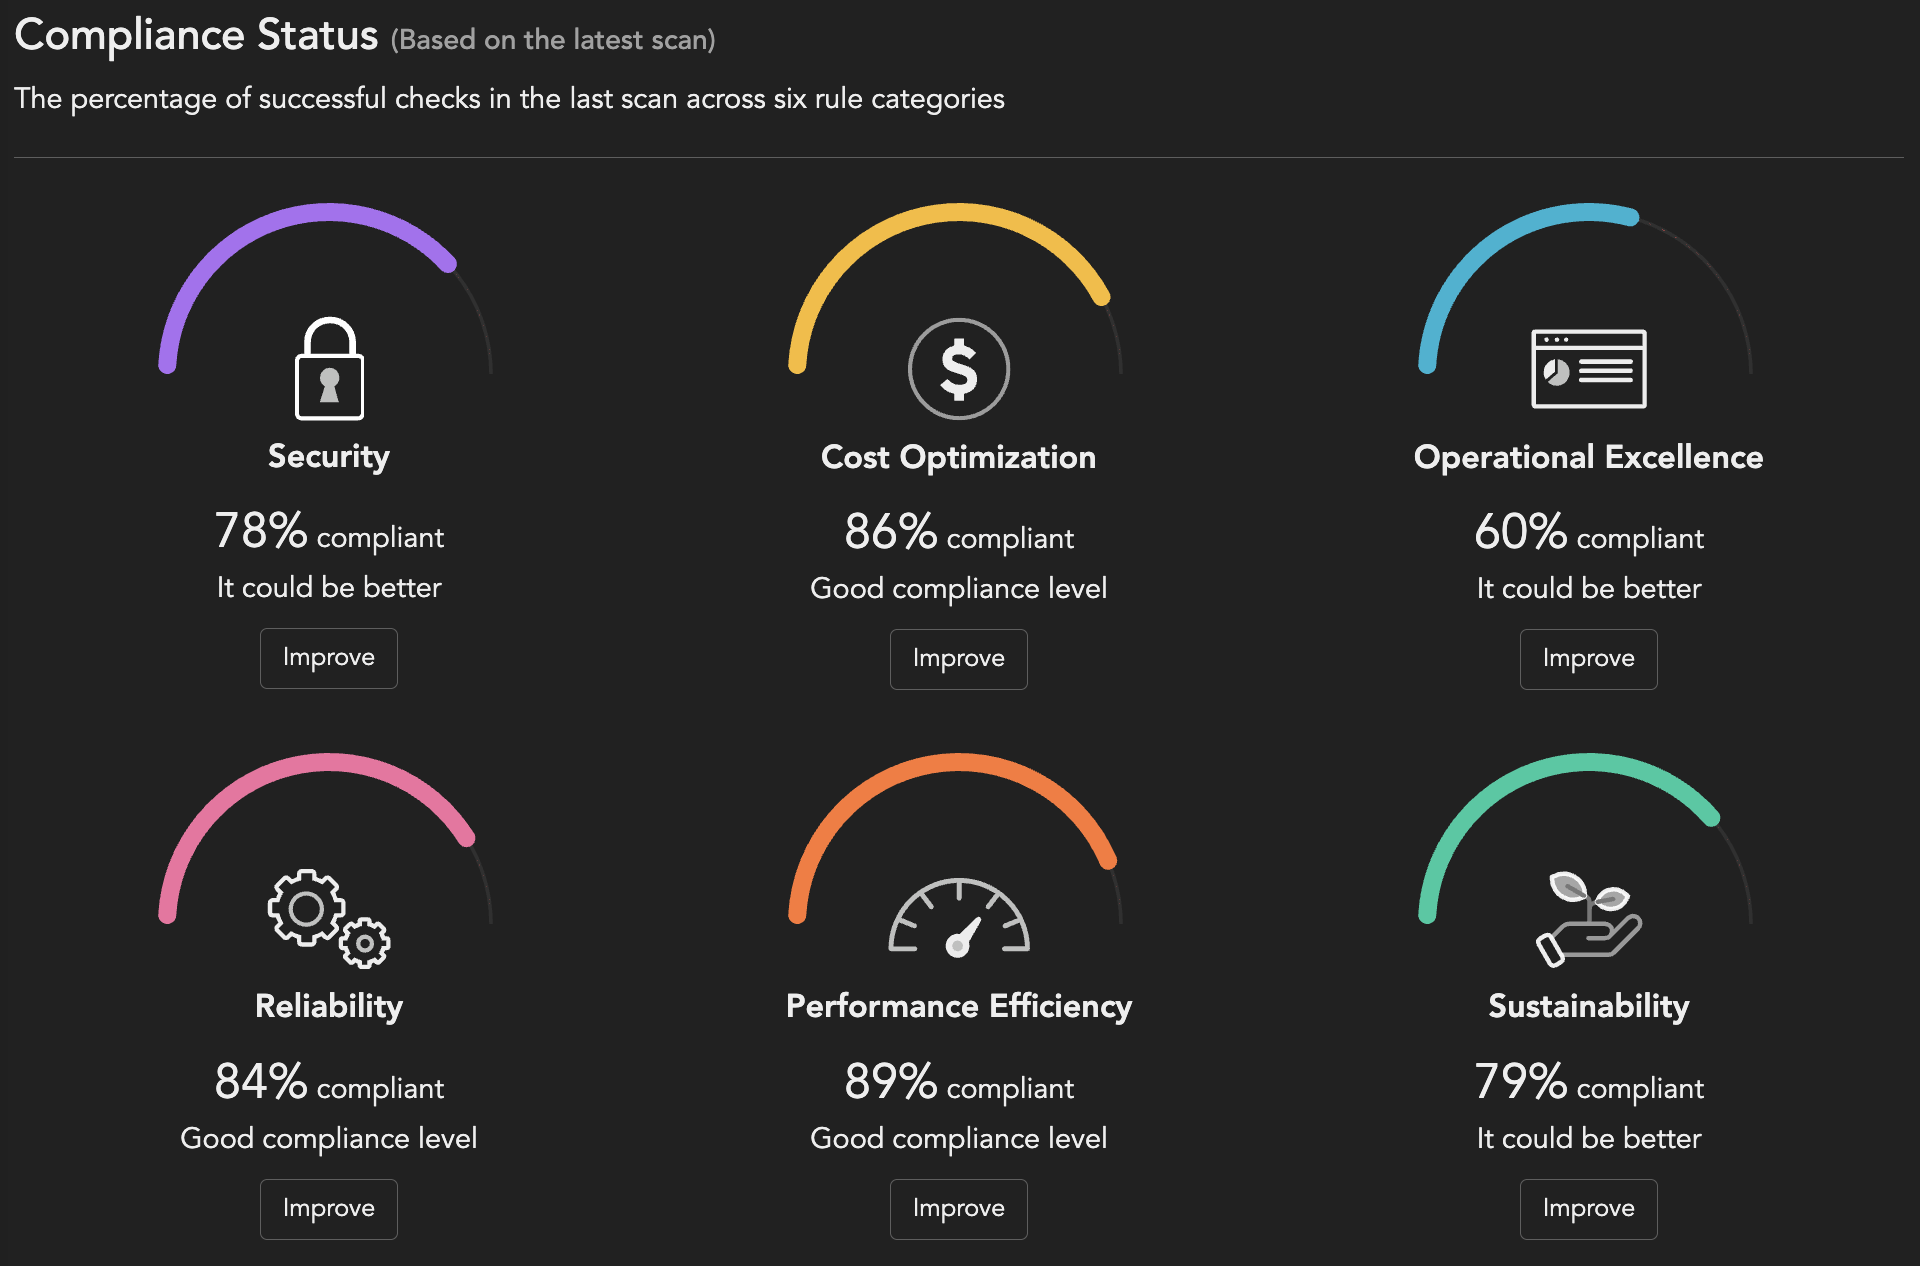 Compliance Status (Based on the latest scan)
The percentage of successful checks in the last scan across six rule categories
Security
78% compliant
It could be better
Improve
Cost Optimization
86% compliant
Good compliance level
Improve
Operational Excellence
60% compliant
It could be better
Improve
Reliability
84% compliant
Good compliance level
Improve
Performance Efficiency
89% compliant
Good compliance level
Improve
Sustainability
79% compliant
It could be better
Improve